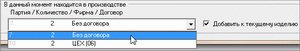 В данный момент находится в производстве
Партия / Количество / Фирма / Договор
2 Без договора
Добавить к текущему изделию
2 Без договора
2 ЦЕХ (06)